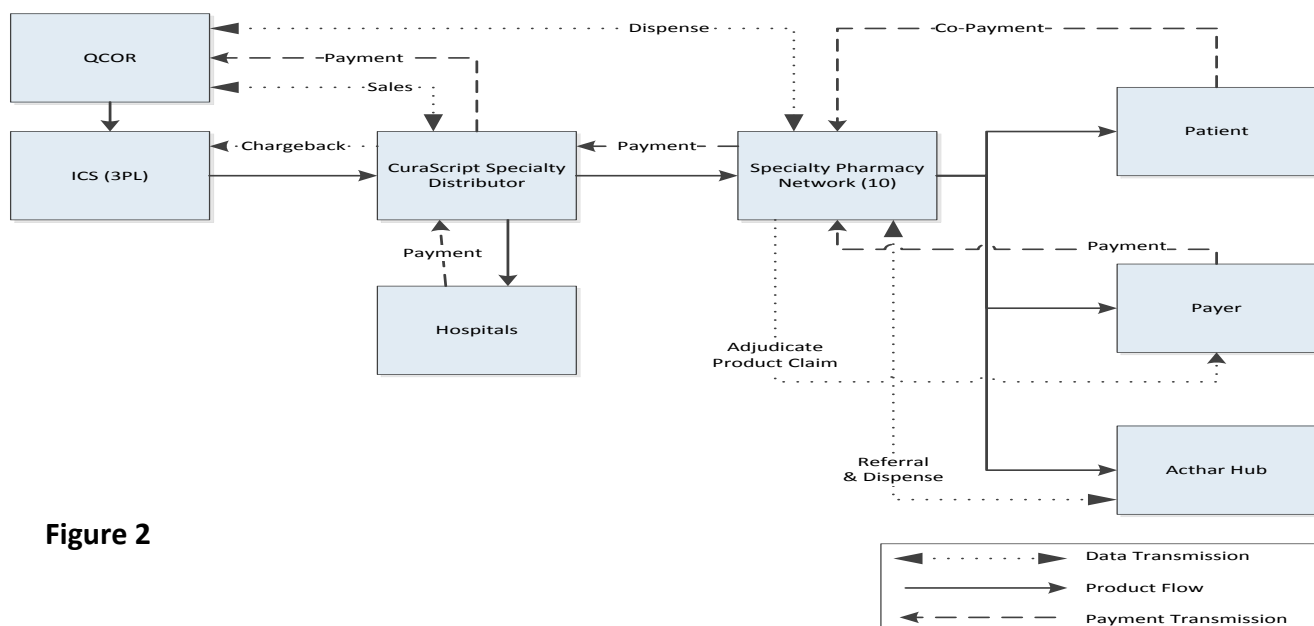 QCOR
Dispense
Co-Payment
Payment
Sales
Chargeback
Payment
ICS (3PL)
CuraScript Specialty
Distributor
Specialty Pharmacy
Network (10)
Patient
Payment
Payment
Hospitals
Payer
Adjudicate
Product Claim
Referral
& Dispense
Acthar Hub
Figure 2
Data Transmission
Product Flow
Payment Transmission